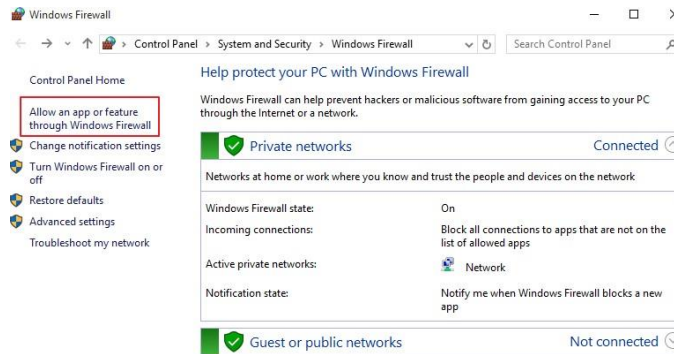 Windows Firewall
Control Panel > System and Security > Windows Firewall
Search Control Panel
Control Panel Home
Allow an app or feature
through Windows Firewall
Change notification settings
Turn Windows Firewall on or
off
Restore defaults
Advanced settings
Troubleshoot my network
Help protect your PC with Windows Firewall
Windows Firewall can help prevent hackers or malicious software from gaining access to your PC
through the Internet or a network.
Private networks Connected
Networks at home or work where you know and trust the people and devices on the network
Windows Firewall state: On
Incoming connections: Block all connections to apps that are not on the
list of allowed apps
Active private networks: Network
Notification state: Notify me when Windows Firewall blocks a new
app
Guest or public networks Not connected